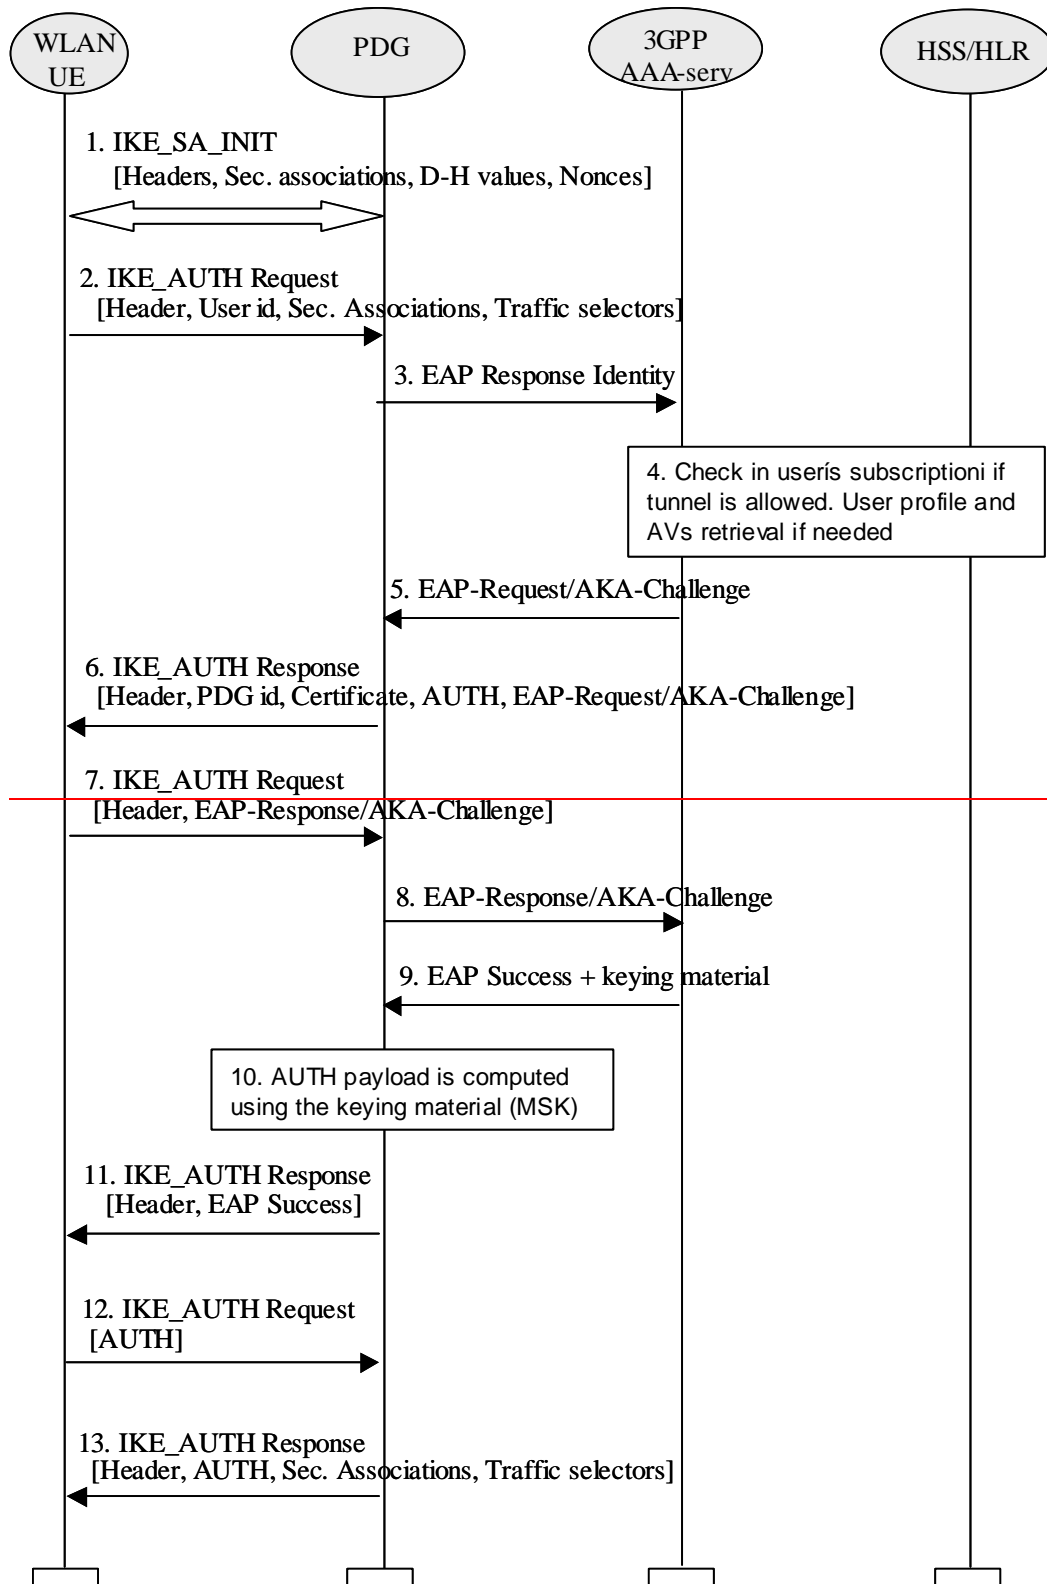 WLAN
UE
PDG
3GPP
AAA-serv
HSS/HLR
1. IKE_SA_INIT
[Headers, Sec. associations, D-H values, Nonces]
2. IKE_AUTH Request
[Header, User id, Sec. Associations, Traffic selectors]
3. EAP Response Identity
4. Check in userís subscriptioni if
tunnel is allowed. User profile and
AVs retrieval if needed
5. EAP-Request/AKA-Challenge
6. IKE_AUTH Response
[Header, PDG id, Certificate, AUTH, EAP-Request/AKA-Challenge]
7. IKE_AUTH Request
[Header, EAP-Response/AKA-Challenge]
8. EAP-Response/AKA-Challenge
9. EAP Success + keying material
10. AUTH payload is computed
using the keying material (MSK)
11. IKE_AUTH Response
[Header, EAP Success]
12. IKE_AUTH Request
[AUTH]
13. IKE_AUTH Response
[Header, AUTH, Sec. Associations, Traffic selectors]